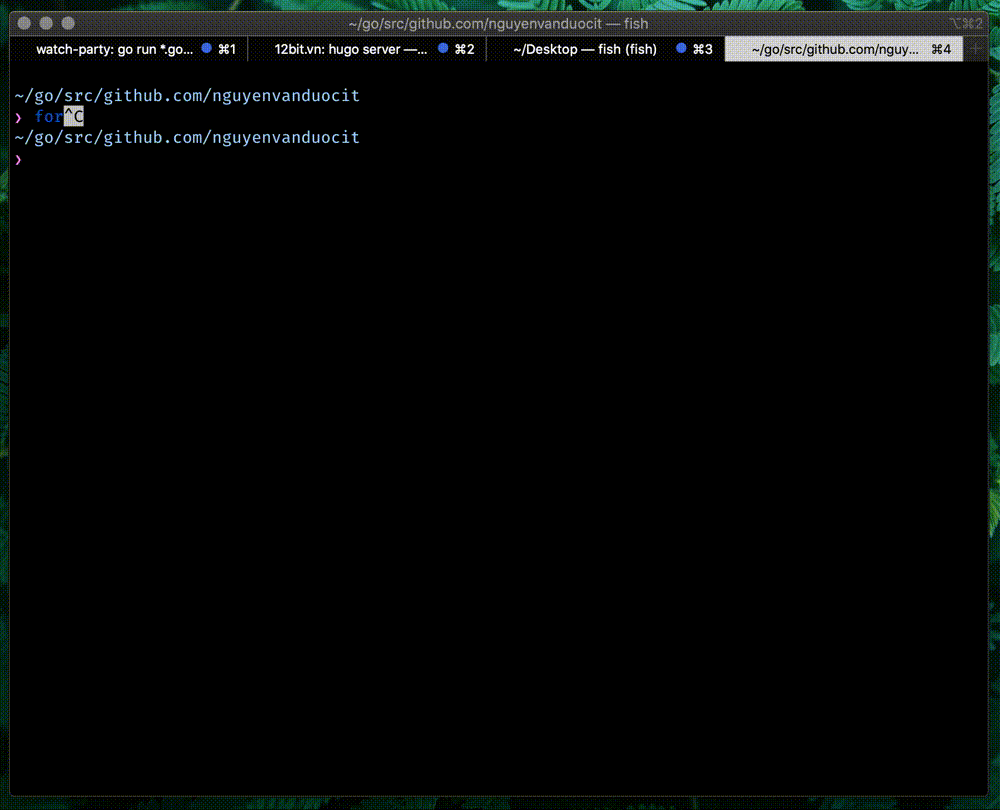 ~/go/src/github.com/nguyenvanduocit — fish ⌥⌘2
watch-party: go run *.go... ⌘1 12bit.vn: hugo server —... ⌘2 ~/Desktop — fish (fish) ⌘3 ~/go/src/github.com/nguy... ⌘4 +
~/go/src/github.com/nguyenvanduocit
❯ for^C
~/go/src/github.com/nguyenvanduocit
❯